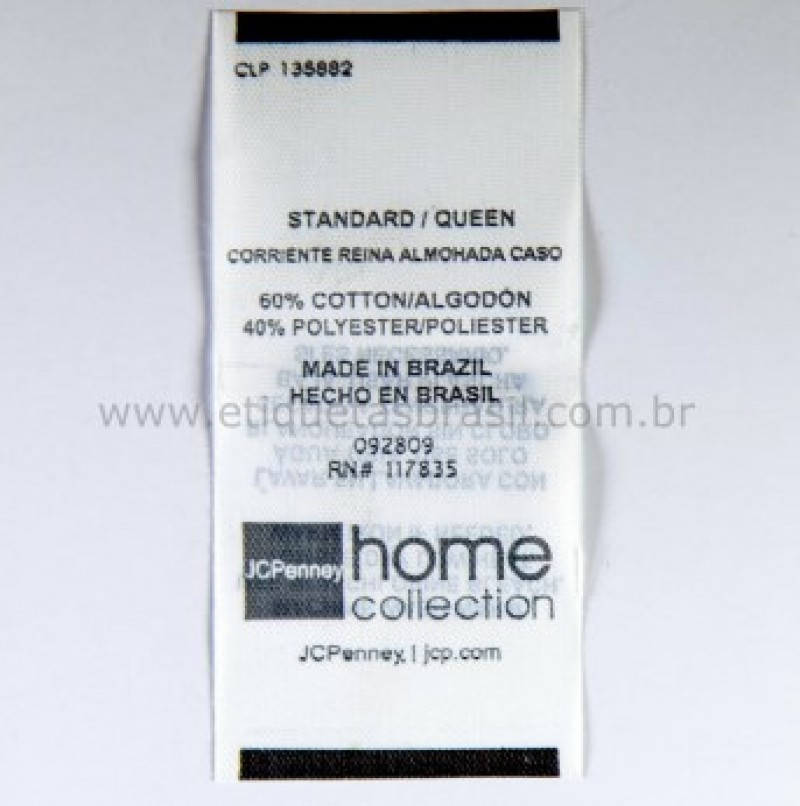 CLP 135882
STANDARD / QUEEN
CORRIENTE REINA ALMOHADA CASO
60% COTTON/ALGODÓN
40% POLYESTER/POLIESTER
MADE IN BRAZIL
HECHO EN BRASIL
www.etiquetasbrasil.com.br
092809
RN# 117835
JCPenney
home
collection
JCPenney | jcp.com